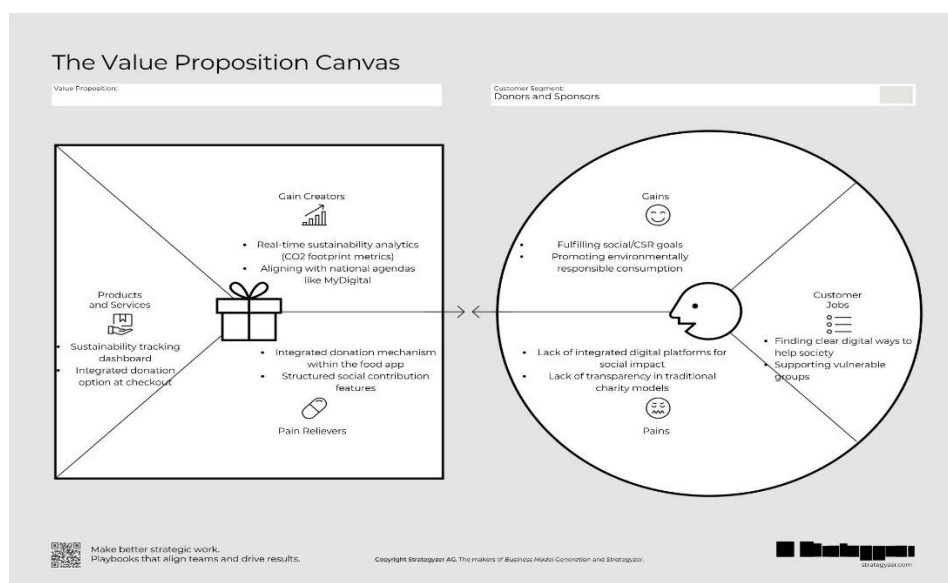 The Value Proposition Canvas
Value Proposition:
Customer Segment:
Donors and Sponsors
Gain Creators
• Real-time sustainability analytics
(CO2 footprint metrics)
• Aligning with national agendas
like MyDigital
Products
and Services
• Sustainability tracking
dashboard
• Integrated donation
option at checkout
• Integrated donation mechanism
within the food app
• Structured social contribution
features
Pain Relievers
Gains
• Fulfilling social/CSR goals
• Promoting environmentally
responsible consumption
Customer
Jobs
• Finding clear digital ways to
help society
• Supporting vulnerable
groups
• Lack of integrated digital platforms for
social impact
• Lack of transparency in traditional
charity models
Pains
Make better strategic work.
Playbooks that align teams and drive results.
Copyright Strategyzer AG. The makers of Business Model Generation and Strategyzer.
strategyzer.com